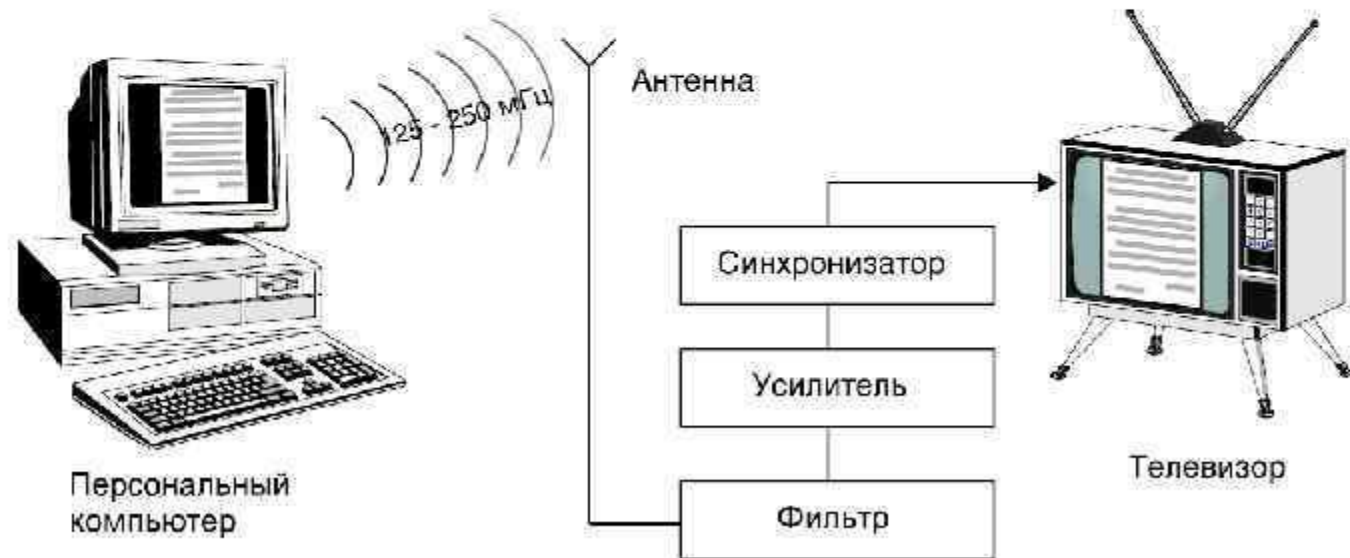 125 - 250 мГц
Антенна
Синхронизатор
Усилитель
Фильтр
Персональный
компьютер
Телевизор